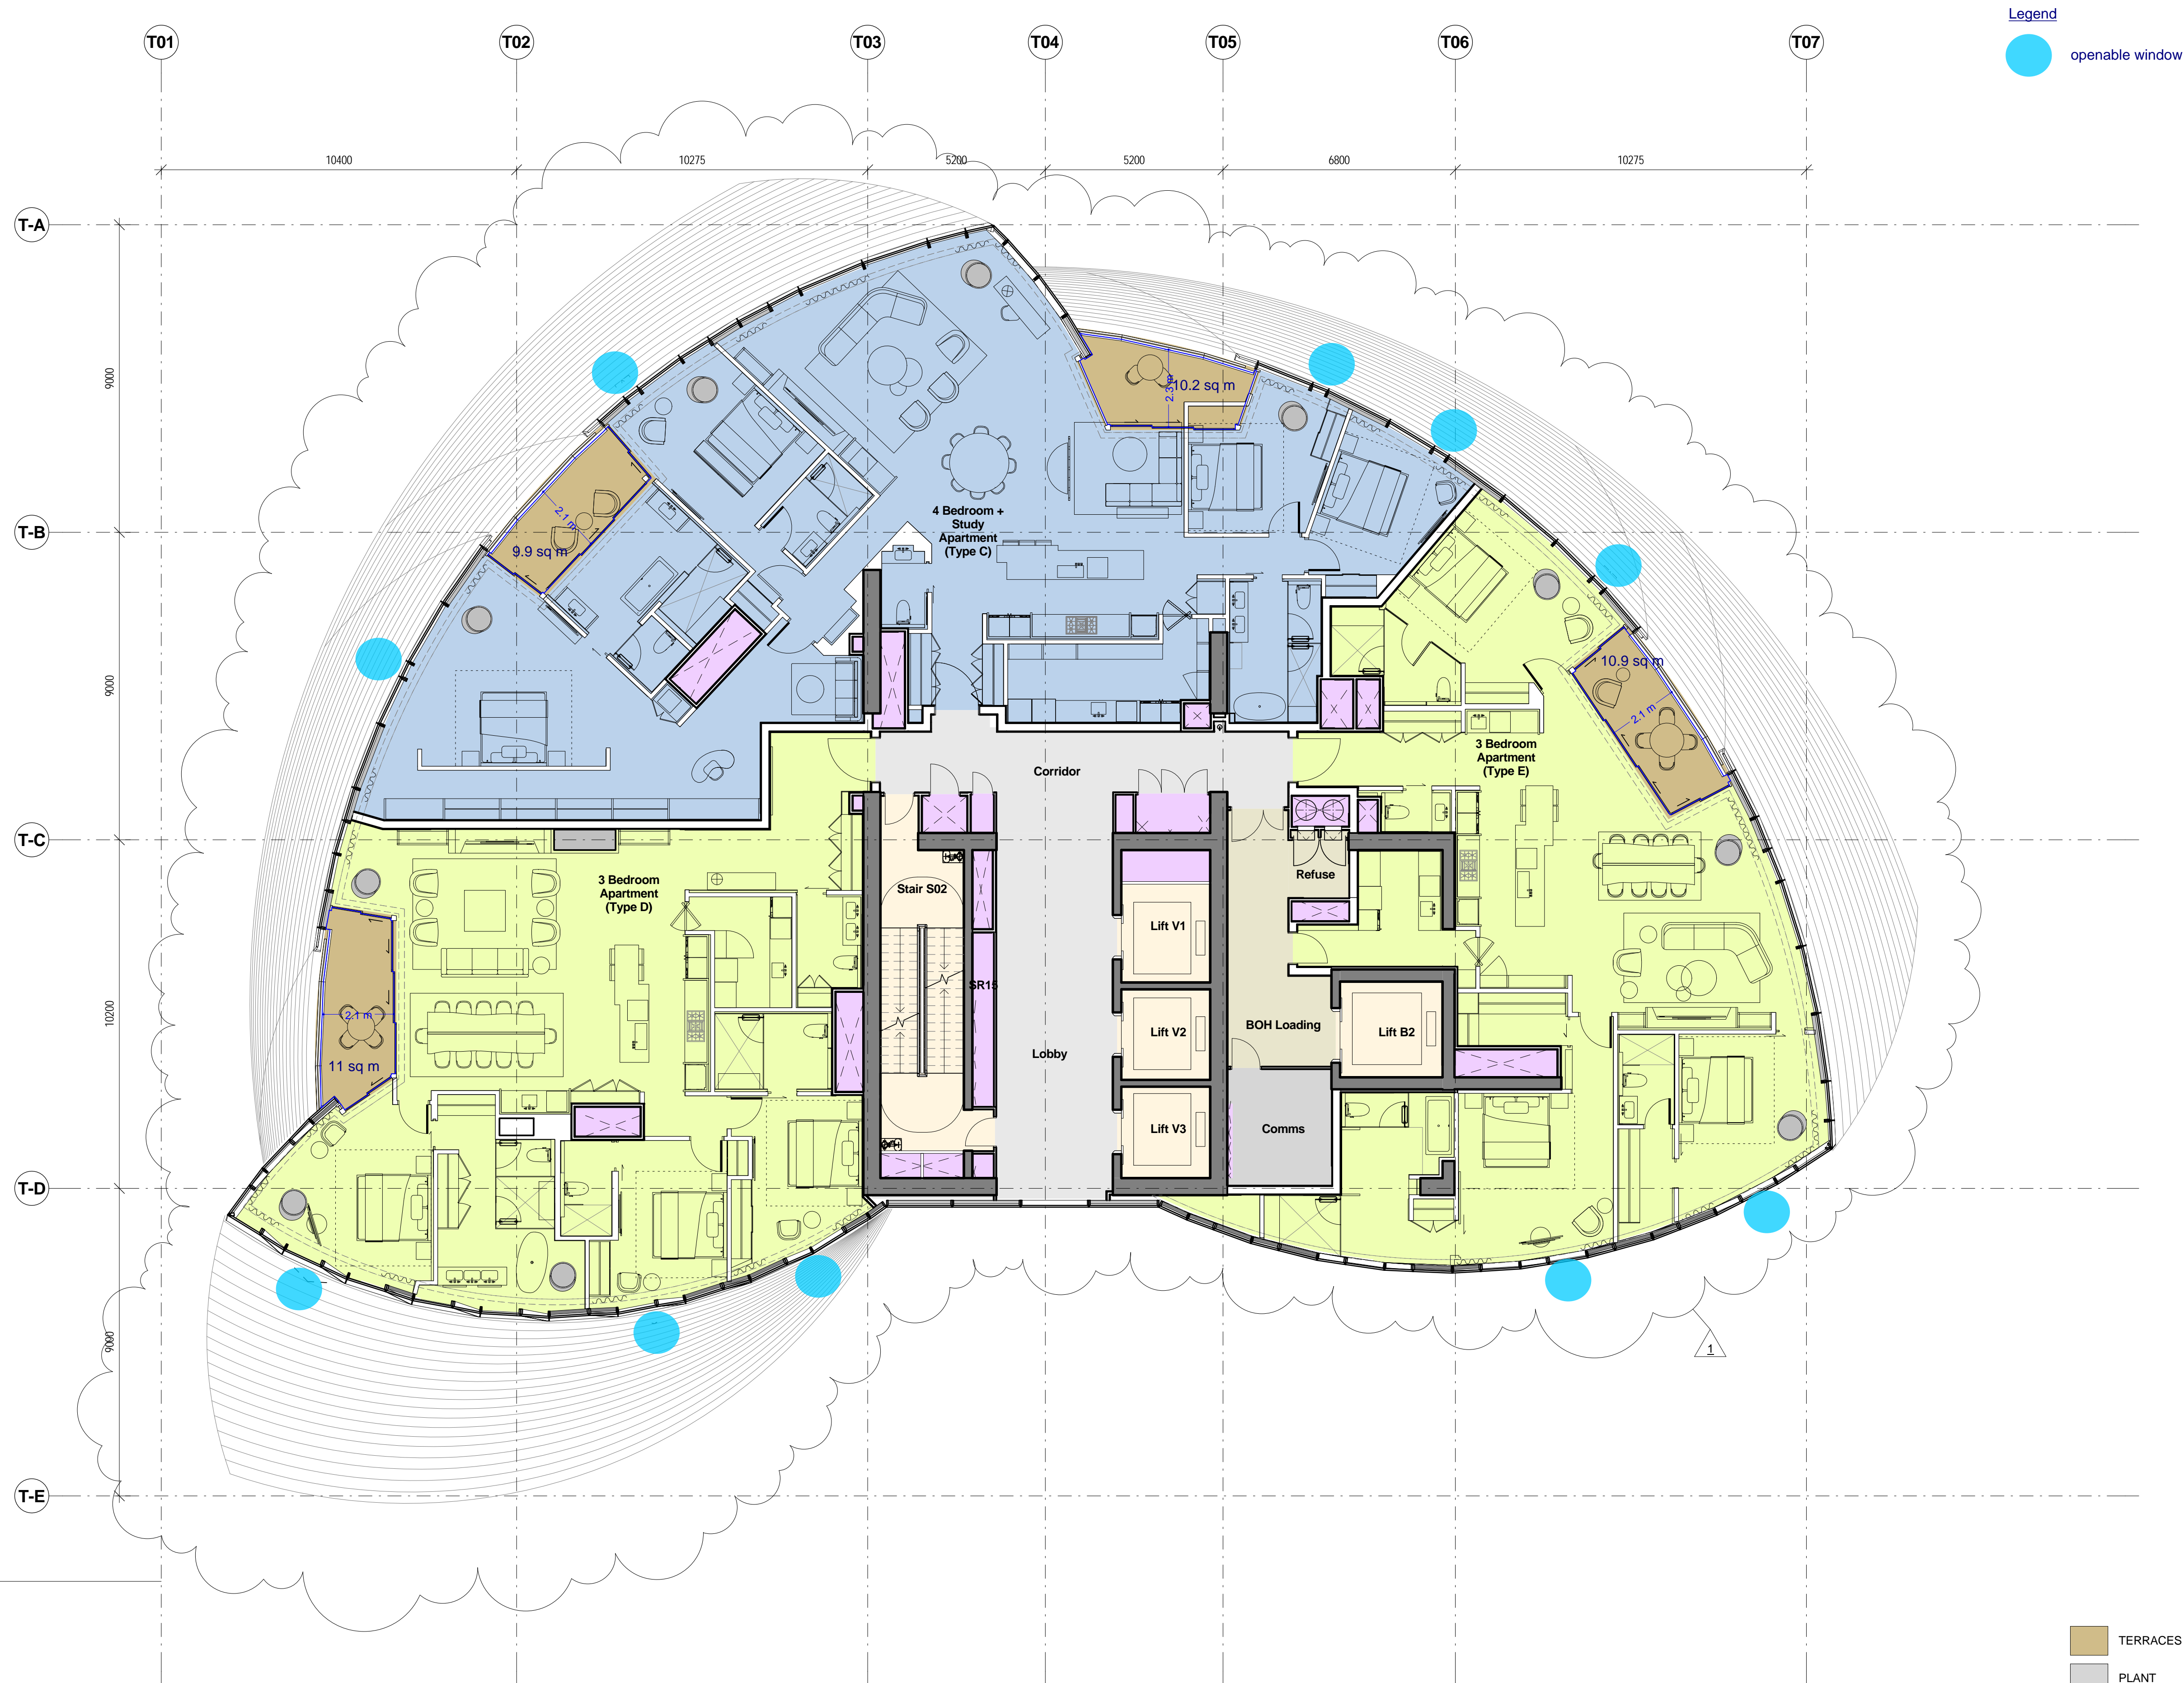 Legend
openable window
T01
T02
T03
T04
T05
T06
T07
10400
10275
5200
5200
6800
10275
T-A
9000
10.2 sq m
2.3 m
T-B
2.1 m
9.9 sq m
4 Bedroom +
Study
Apartment
(Type C)
9000
10.9 sq m
2.1 m
3 Bedroom
Apartment
(Type E)
Corridor
T-C
3 Bedroom
Apartment
(Type D)
Stair S02
Refuse
Lift V1
SR15
10200
2.1 m
11 sq m
Lift V2
BOH Loading
Lift B2
Lobby
Lift V3
Comms
T-D
9000
1
T-E
TERRACES
PLANT